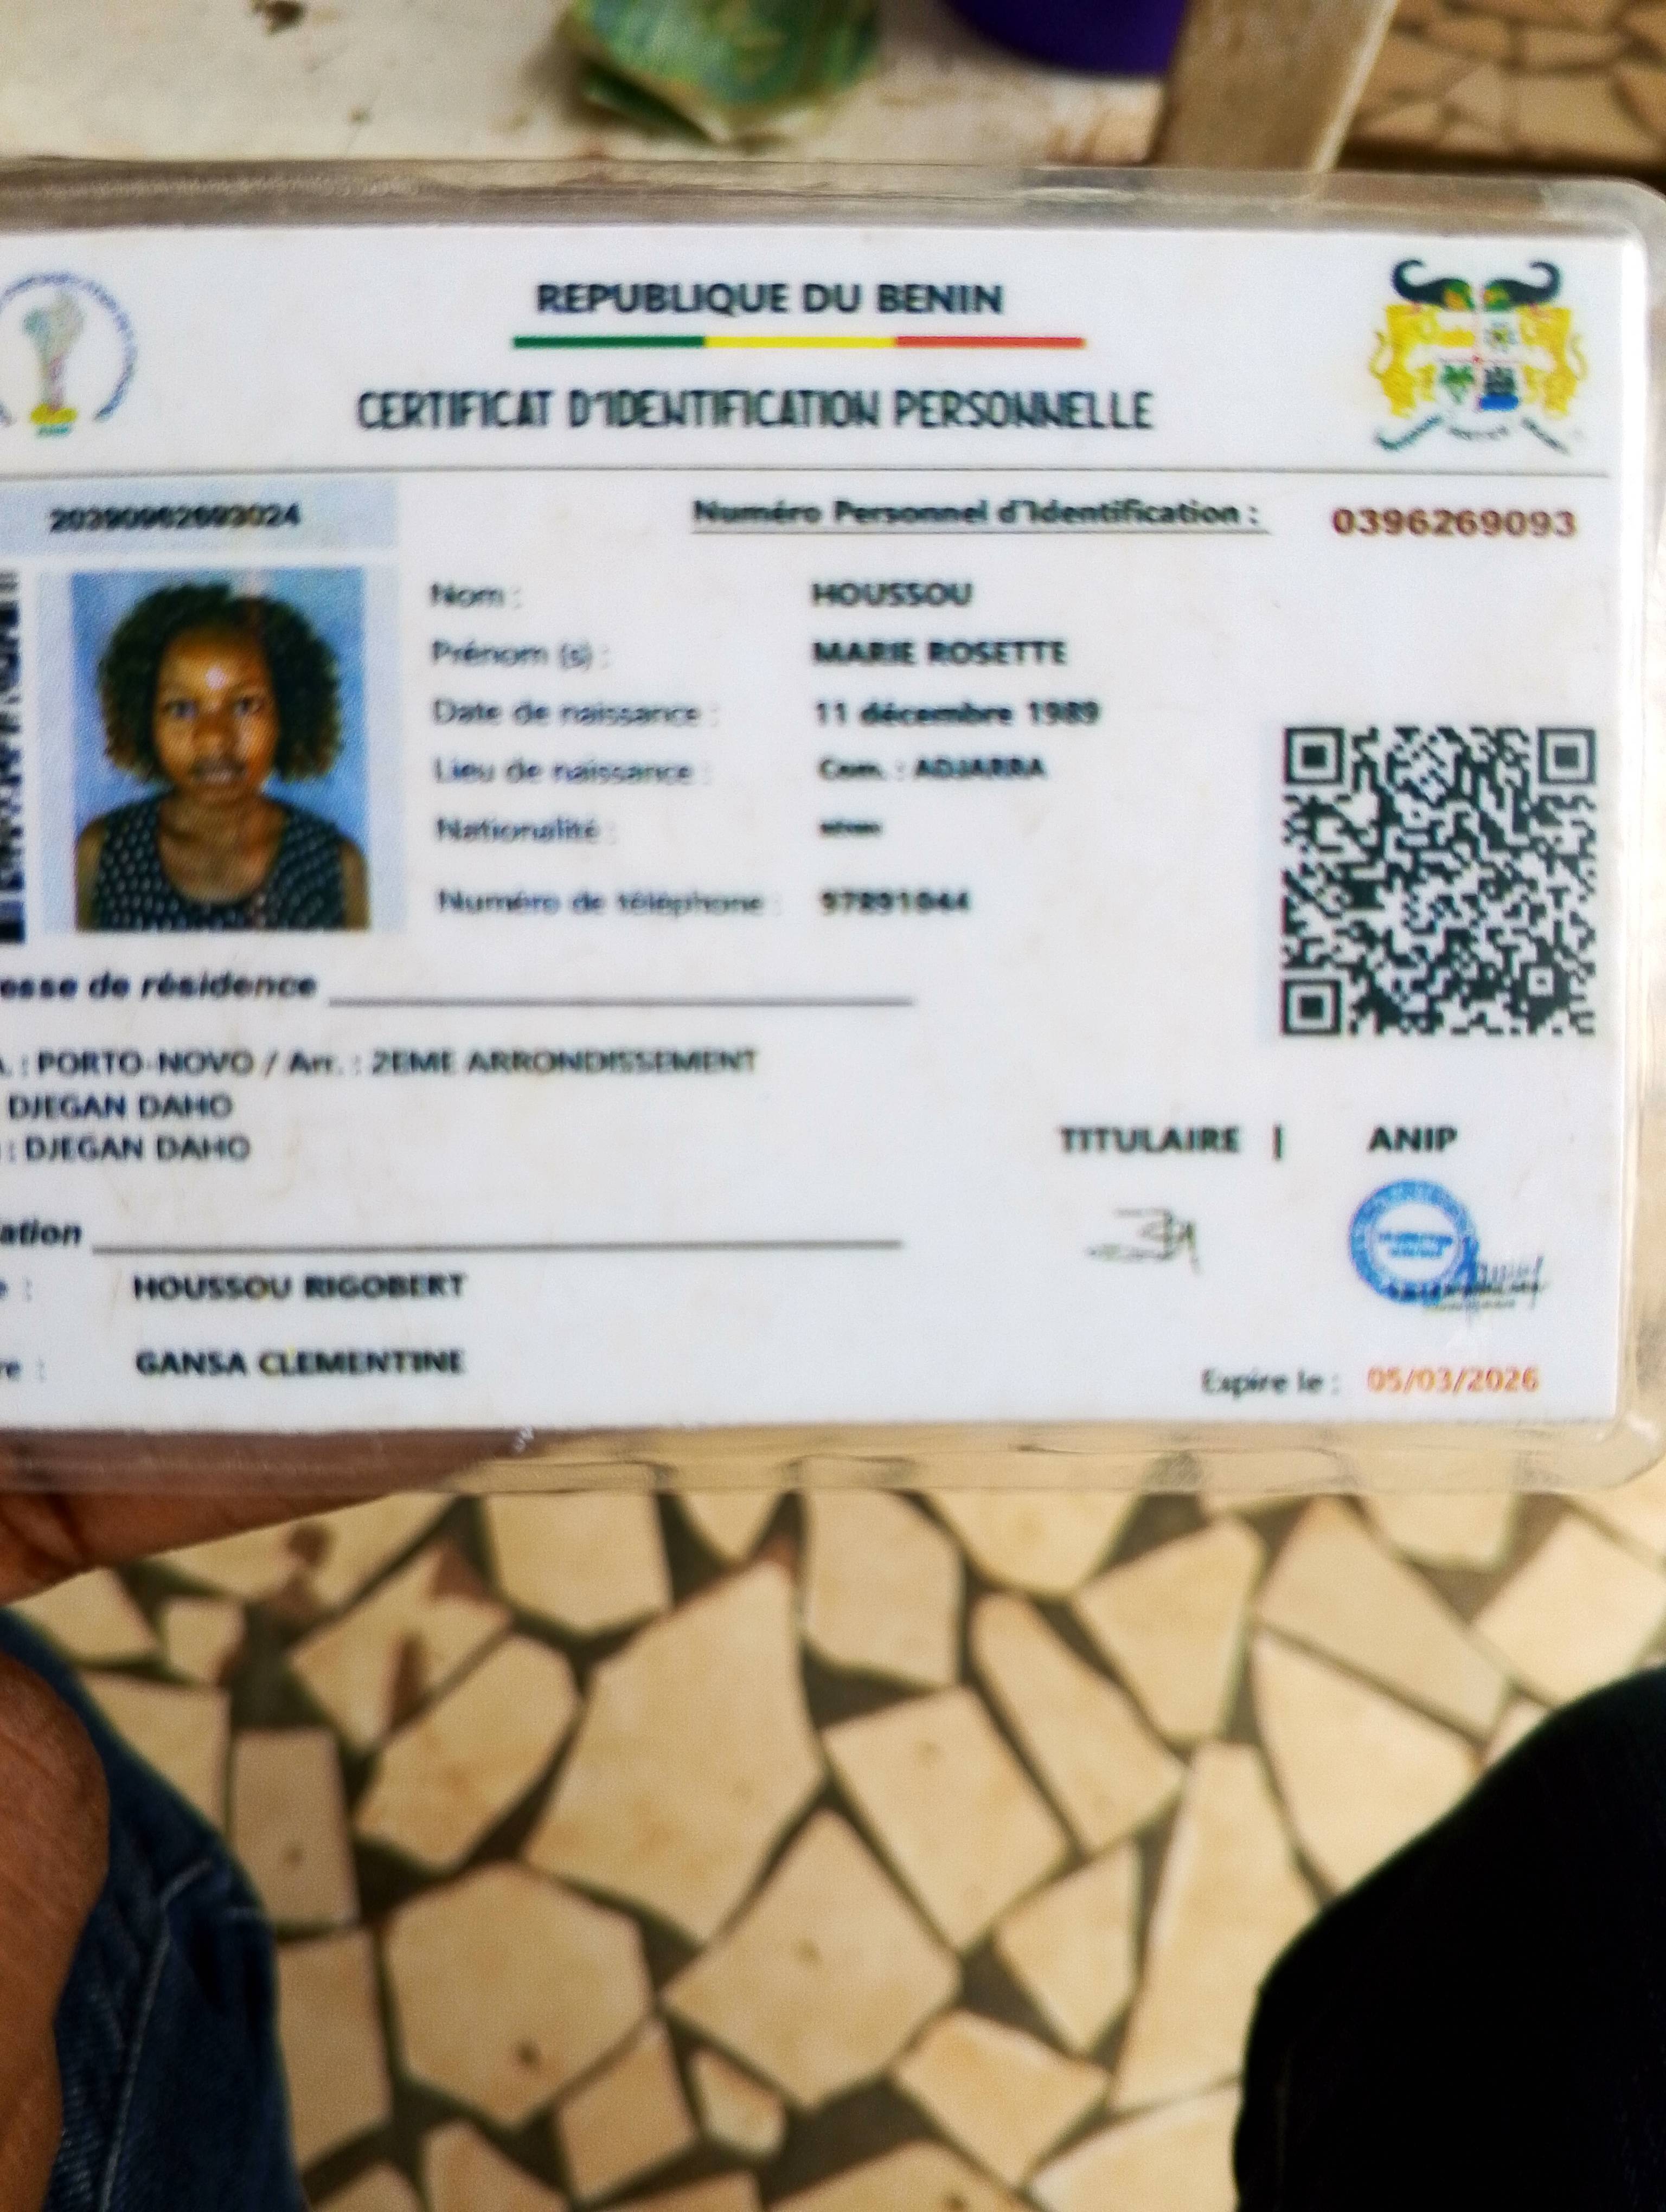 REPUBLIQUE DU BENIN
CERTIFICAT D'IDENTIFICATION PERSONNELLE
Numéro Personnel d'Identification : 0396269093
Nom : HOUSSOU
Prénom (s) : MARIE ROSETTE
Date de naissance : 11 décembre 1989
Lieu de naissance : Com. : ADJARRA
Nationalité :
Numéro de téléphone : 97891044
esse de résidence
. : PORTO-NOVO / Arr. : 2EME ARRONDISSEMENT
DJEGAN DAHO
: DJEGAN DAHO
TITULAIRE | ANIP
ation
e : HOUSSOU RIGOBERT
re : GANSA CLEMENTINE
Expire le : 05/03/2026